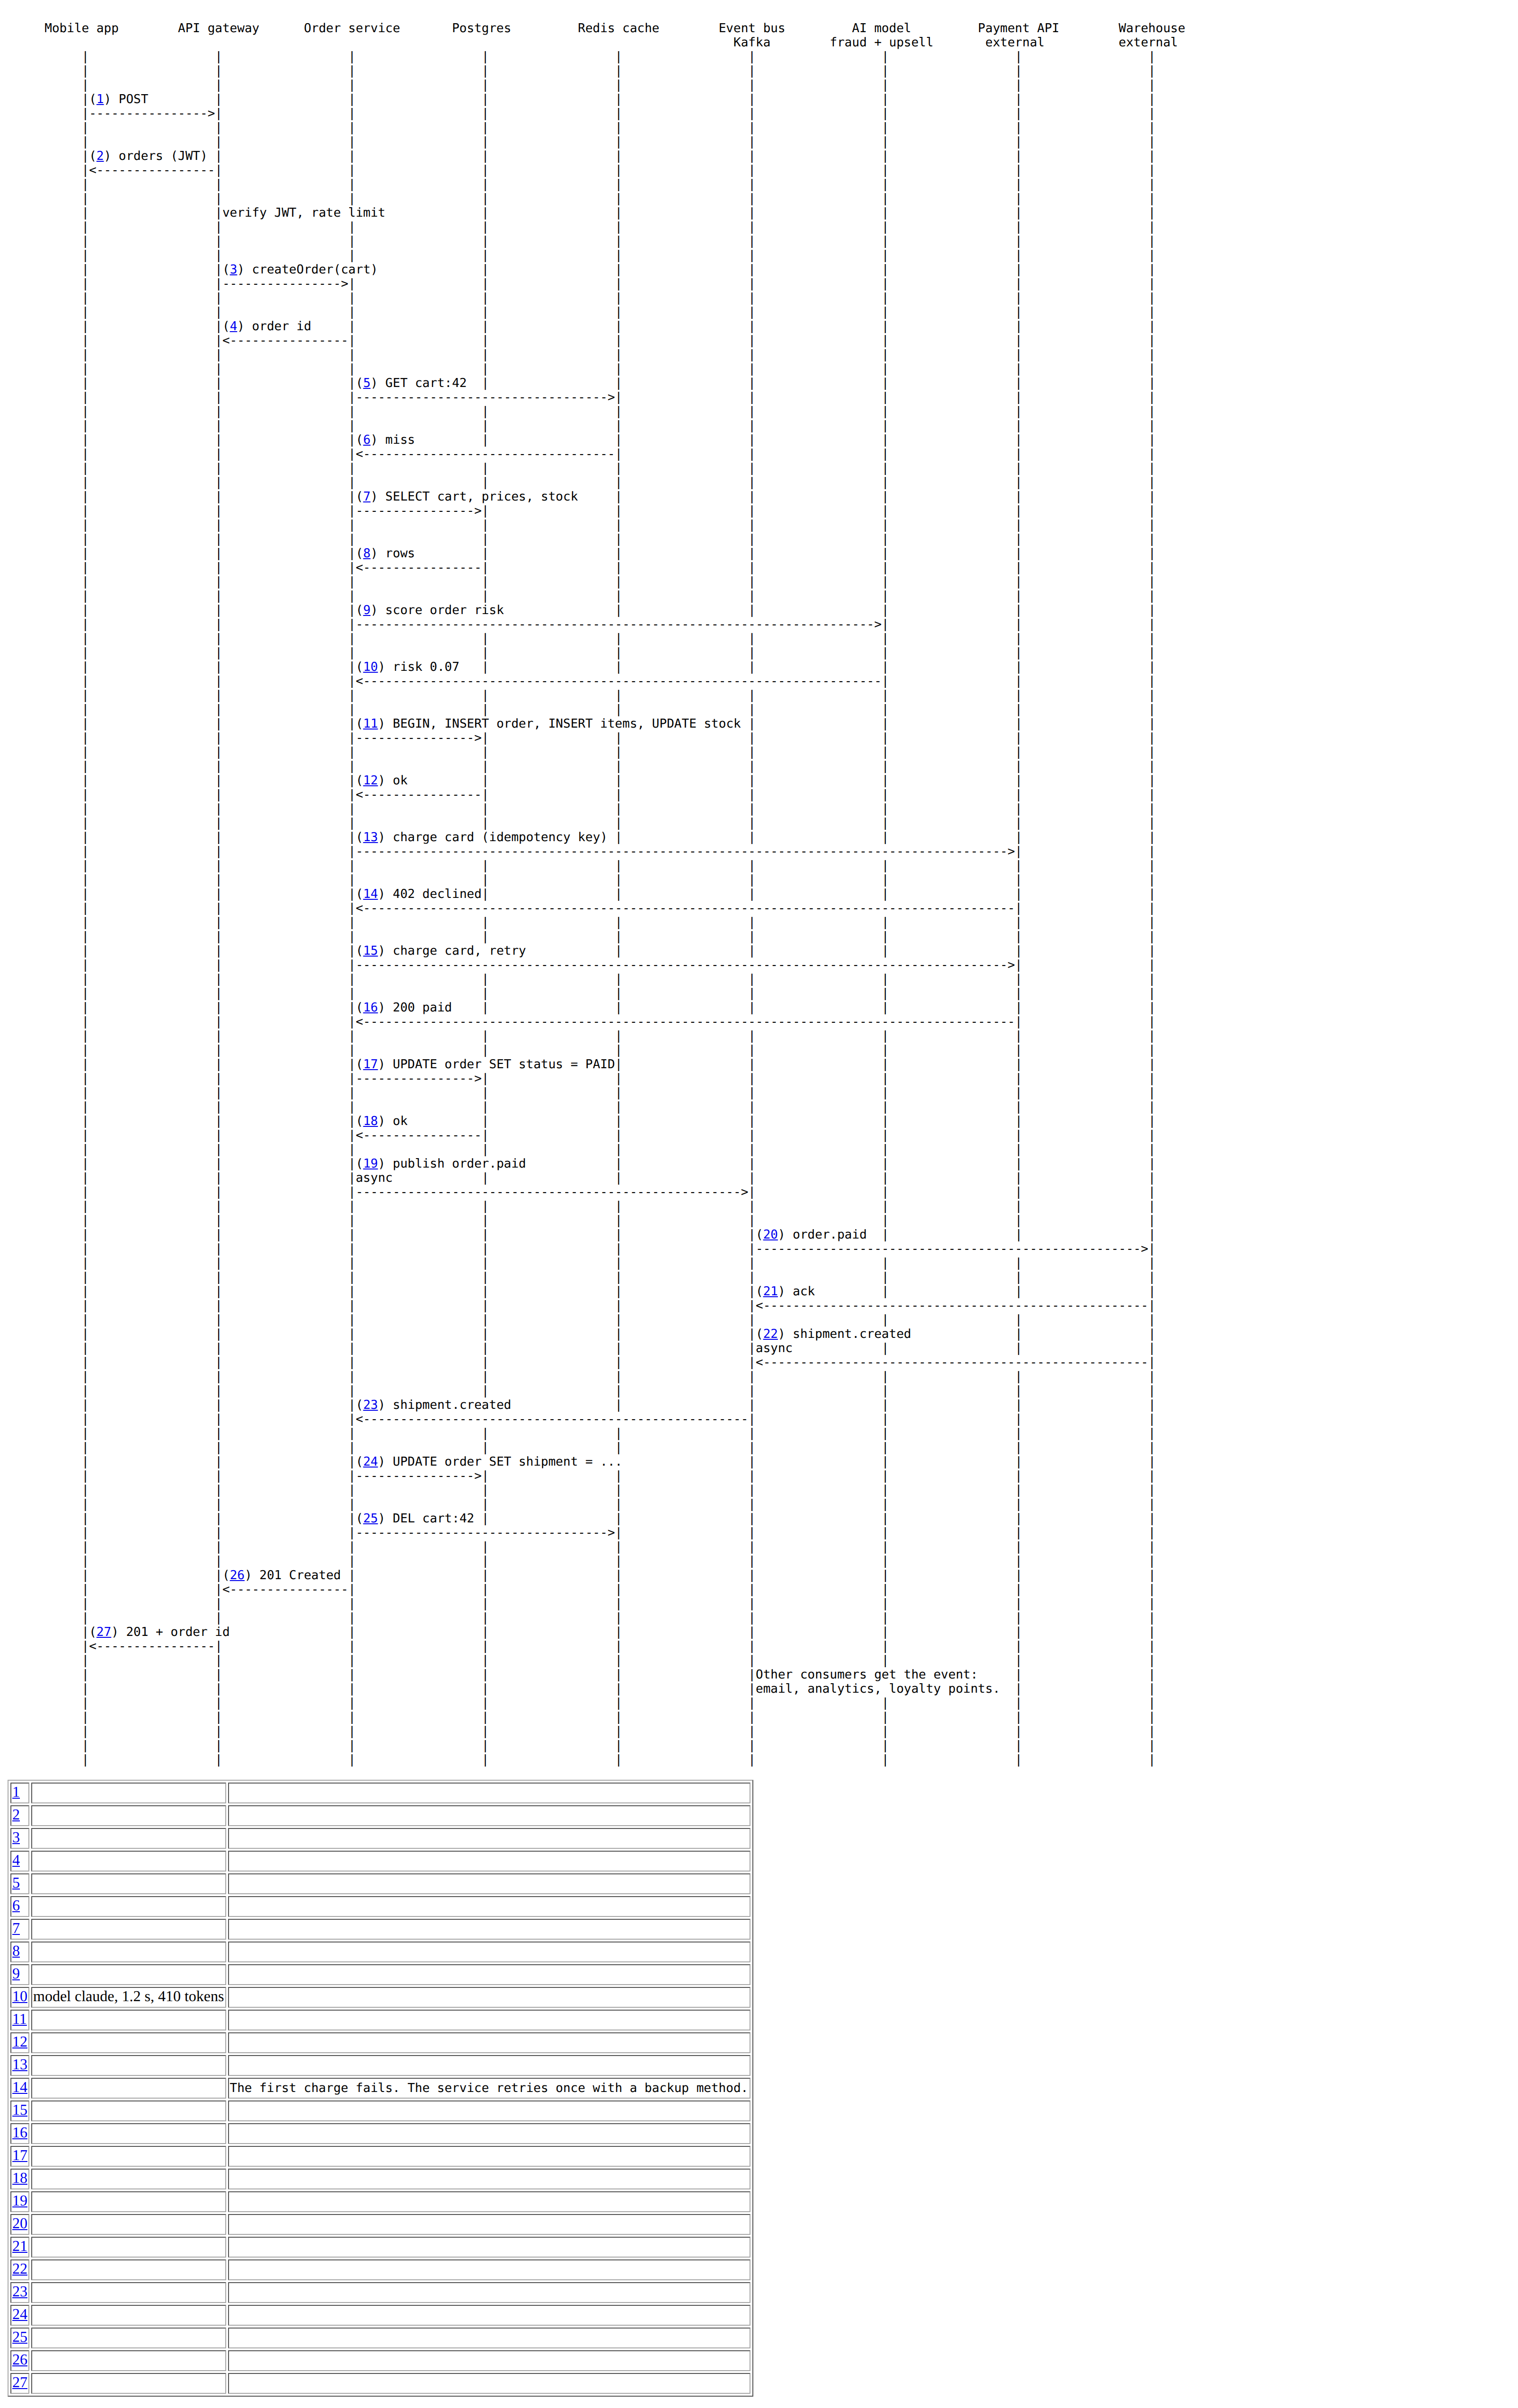 Mobile app API gateway Order service Postgres Redis cache Event bus AI model Payment API Warehouse
Kafka fraud + upsell external external
(1) POST
(2) orders (JWT)
verify JWT, rate limit
(3) createOrder(cart)
(4) order id
(5) GET cart:42
(6) miss
(7) SELECT cart, prices, stock
(8) rows
(9) score order risk
(10) risk 0.07
(11) BEGIN, INSERT order, INSERT items, UPDATE stock
(12) ok
(13) charge card (idempotency key)
(14) 402 declined
(15) charge card, retry
(16) 200 paid
(17) UPDATE order SET status = PAID
(18) ok
(19) publish order.paid
async
(20) order.paid
(21) ack
(22) shipment.created
async
(23) shipment.created
(24) UPDATE order SET shipment = ...
(25) DEL cart:42
(26) 201 Created
(27) 201 + order id
Other consumers get the event:
email, analytics, loyalty points.
1
2
3
4
5
6
7
8
9
10 model claude, 1.2 s, 410 tokens
11
12
13
14 The first charge fails. The service retries once with a backup method.
15
16
17
18
19
20
21
22
23
24
25
26
27